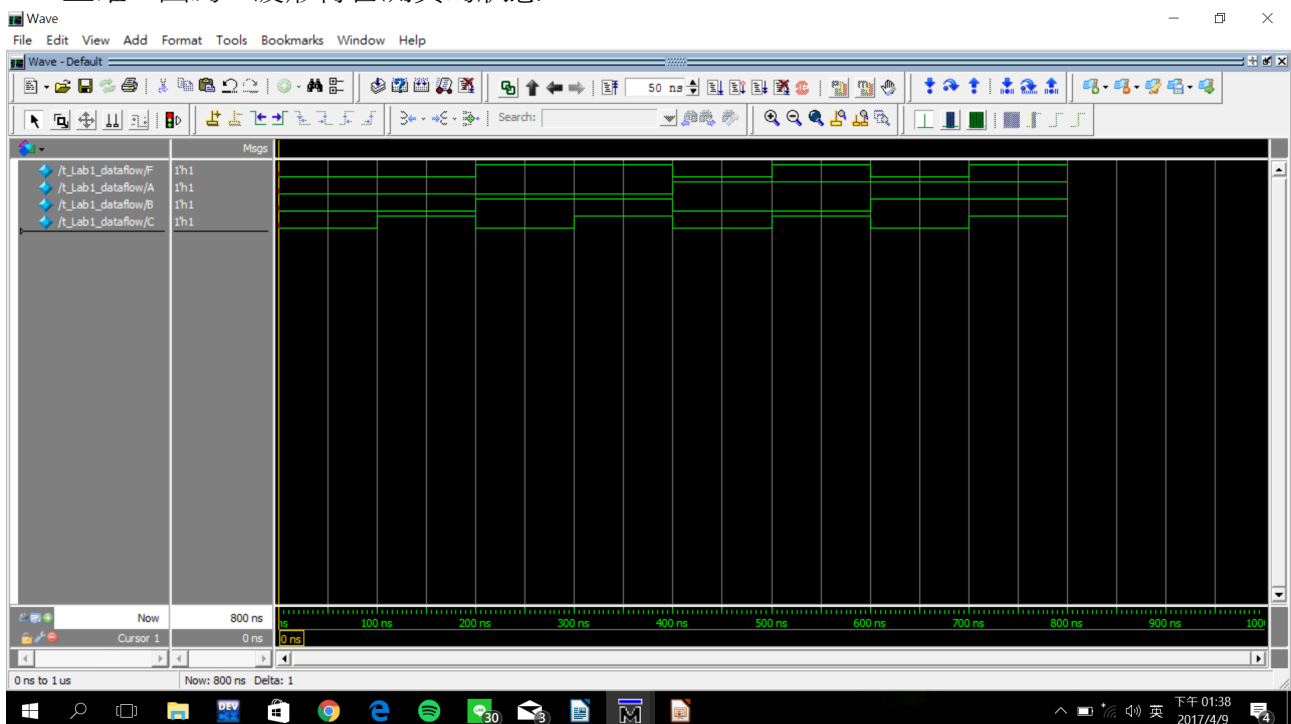 Wave
File Edit View Add Format Tools Bookmarks Window Help
Wave - Default
50 ns
Search:
Msgs
/t_Lab1_dataflow/F 1'h1
/t_Lab1_dataflow/A 1'h1
/t_Lab1_dataflow/B 1'h1
/t_Lab1_dataflow/C 1'h1
Now 800 ns
ns 100 ns 200 ns 300 ns 400 ns 500 ns 600 ns 700 ns 800 ns 900 ns 100
Cursor 1 0 ns 0 ns
0 ns to 1 us Now: 800 ns Delta: 1
DEV 30 3 M 英 下午 01:38
2017/4/9 4